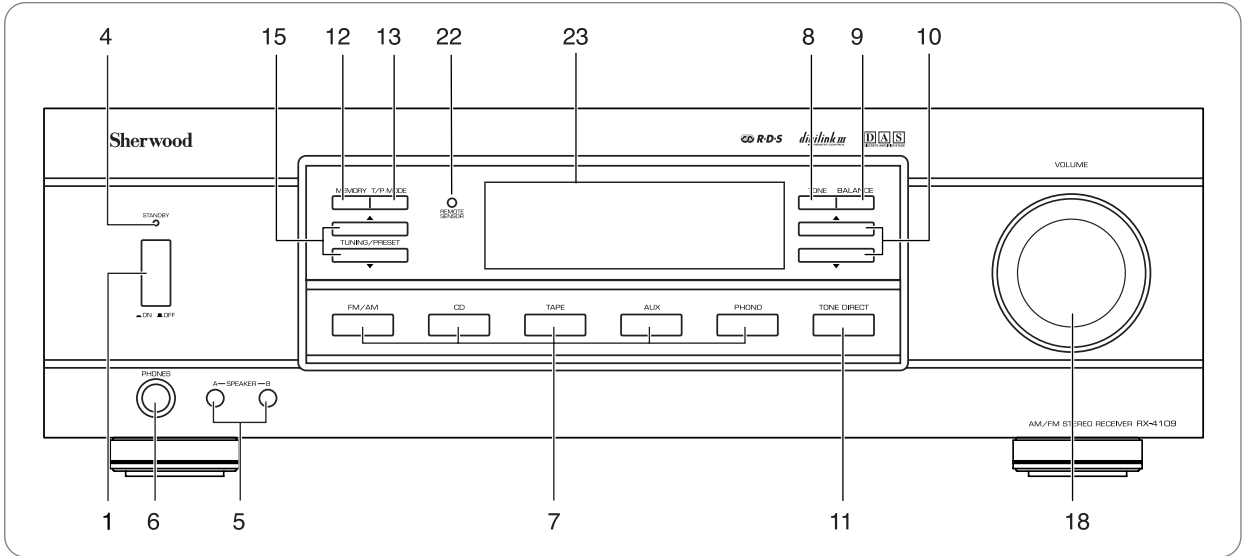 4 15 12 13 22 23 8 9 10
Sherwood
R·D·S digilink III DAS
VOLUME
MEMORY T/P MODE
TONE BALANCE
REMOTE
SENSOR
STANDBY
TUNING/PRESET
ON OFF
FM/AM CD TAPE AUX PHONO TONE DIRECT
PHONES
A SPEAKER B
AM/FM STEREO RECEIVER RX-4109
1 6 5 7 11 18